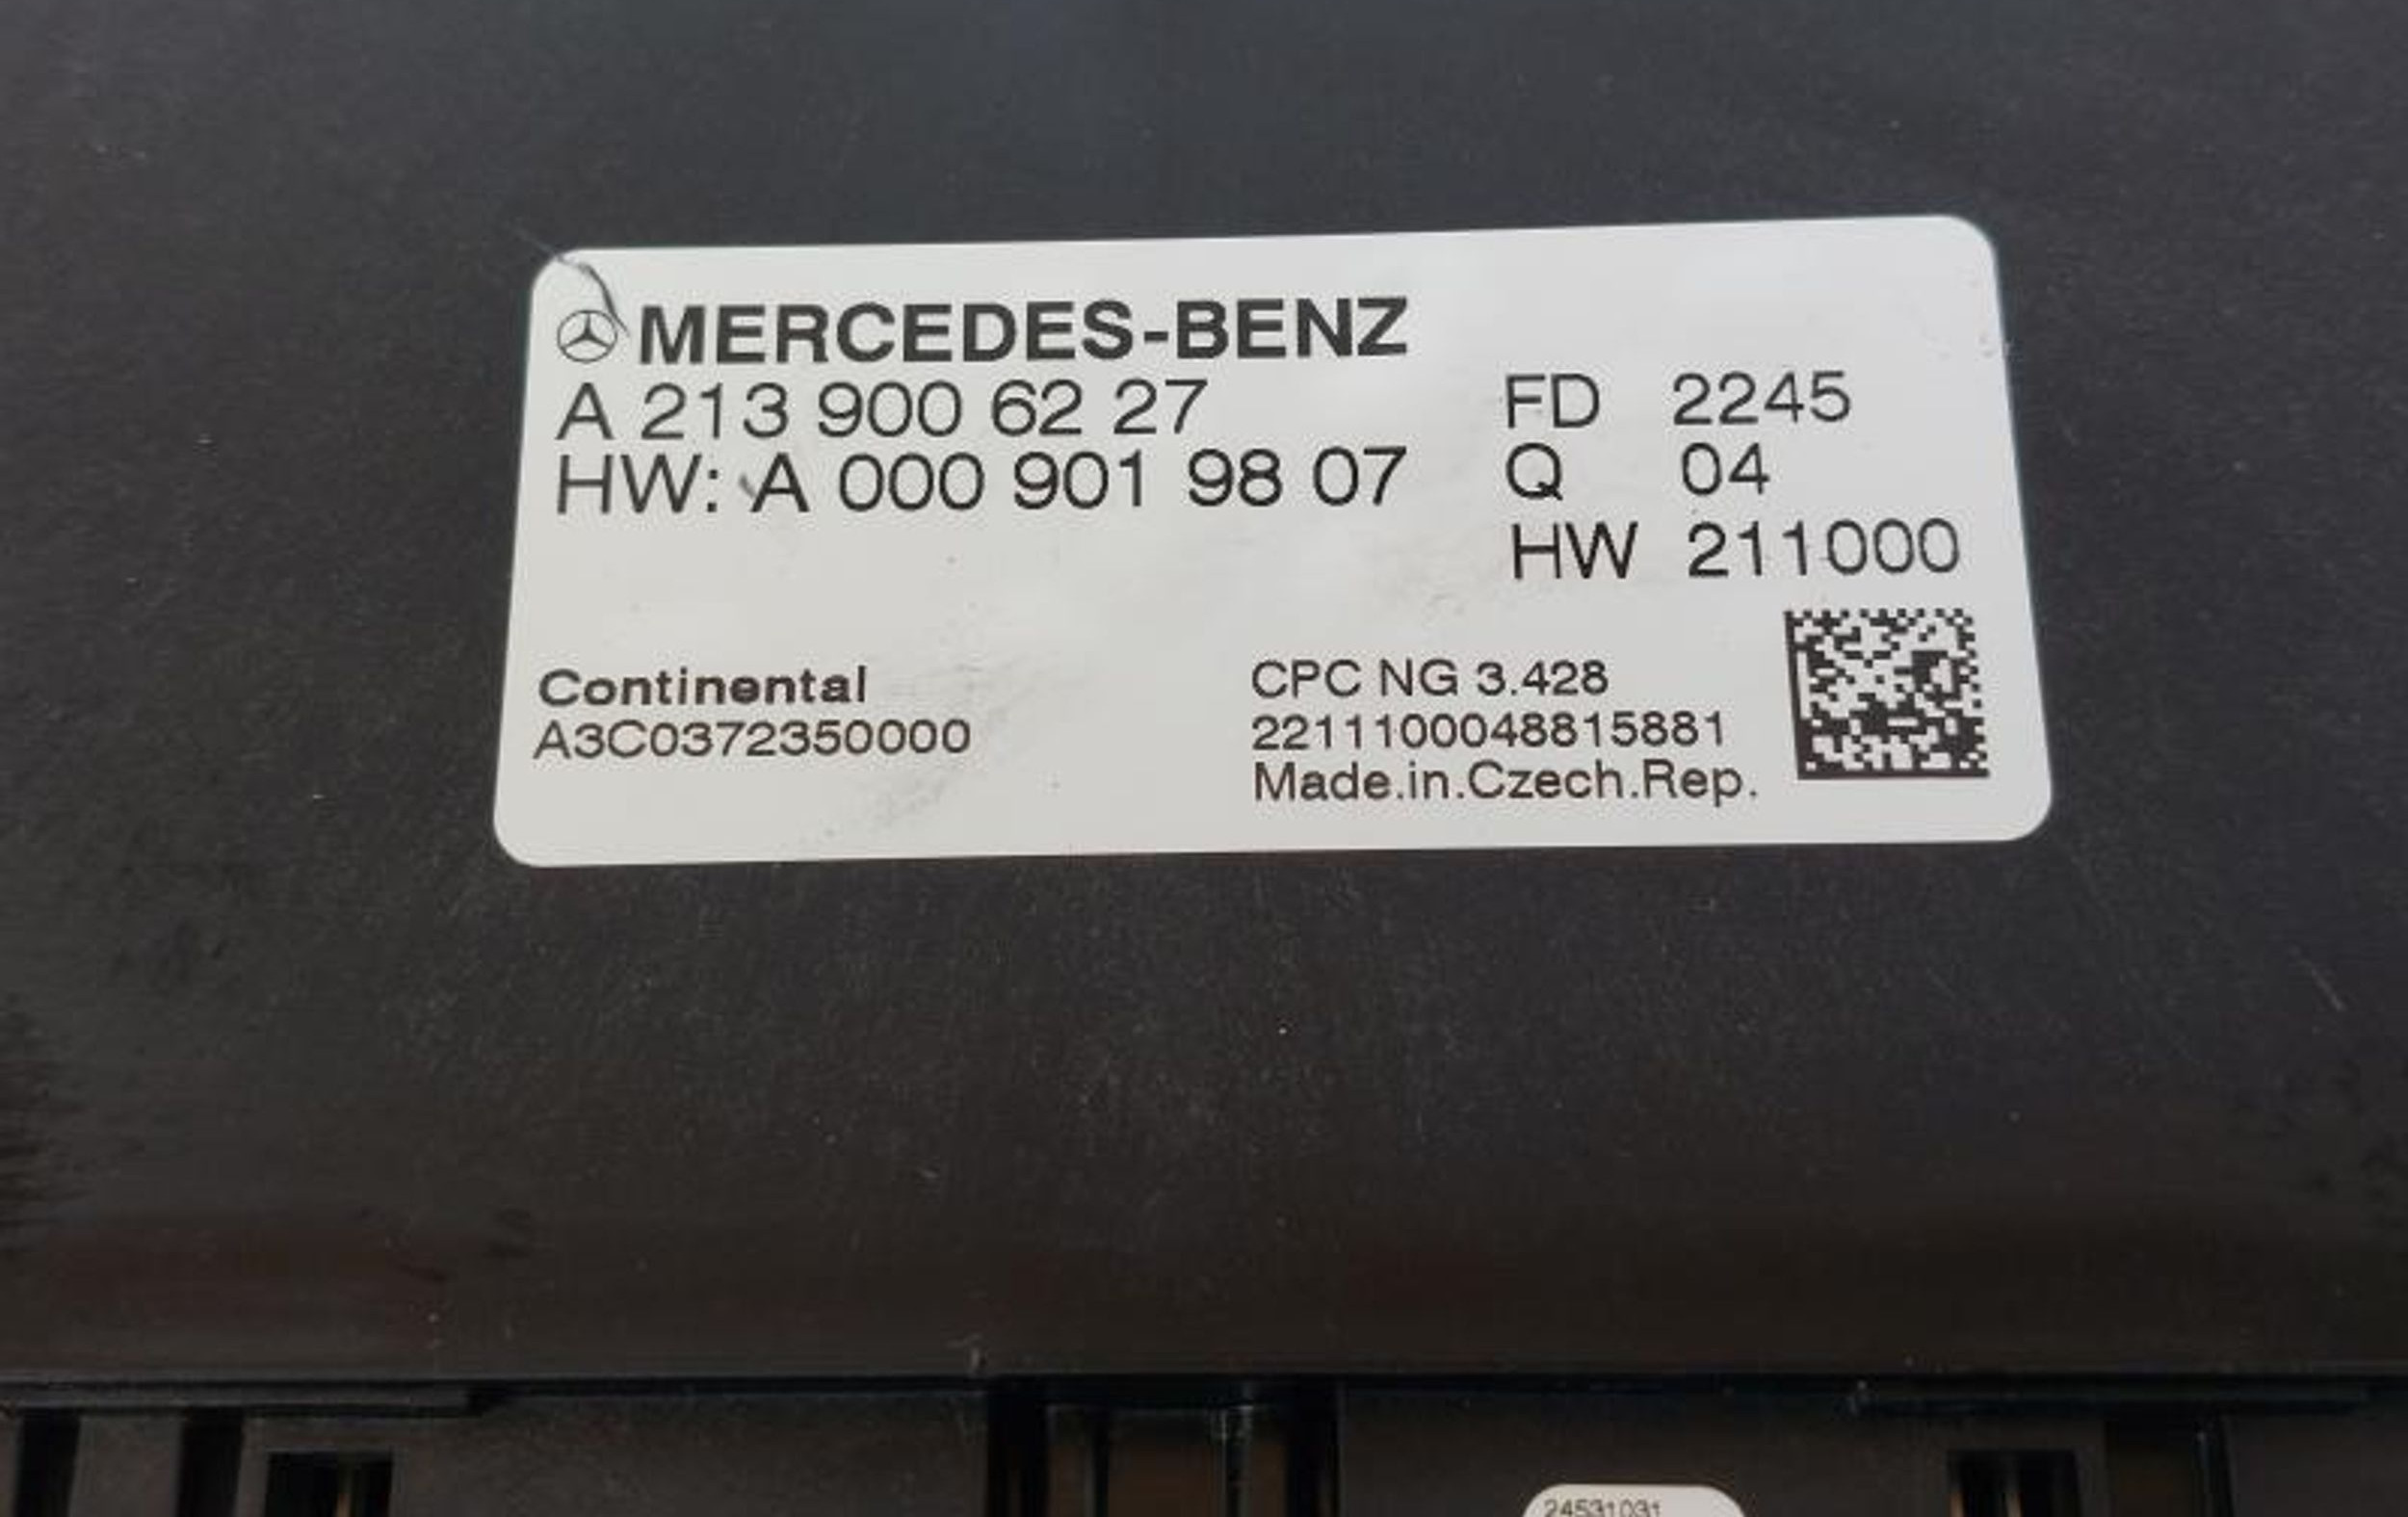 MERCEDES-BENZ
A 213 900 62 27
HW: A 000 901 98 07
FD 2245
Q 04
HW 211000
Continental
A3C0372350000
CPC NG 3.428
2211100048815881
Made.in.Czech.Rep.
24531031